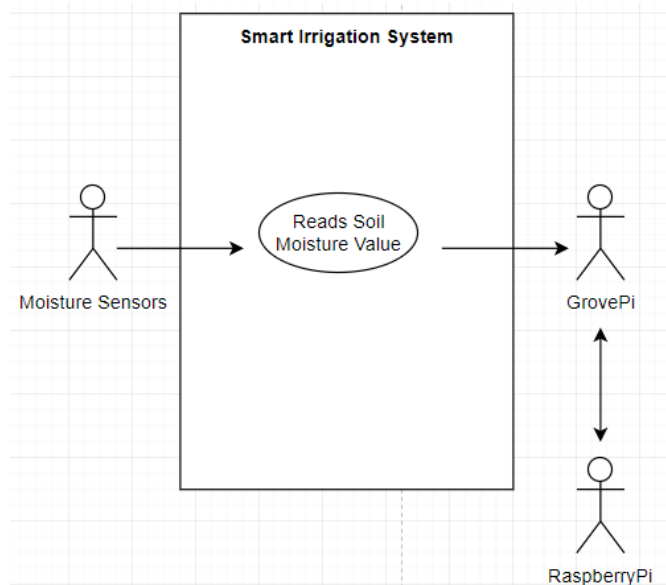 Smart Irrigation System
Reads Soil
Moisture Value
Moisture Sensors
GrovePi
RaspberryPi